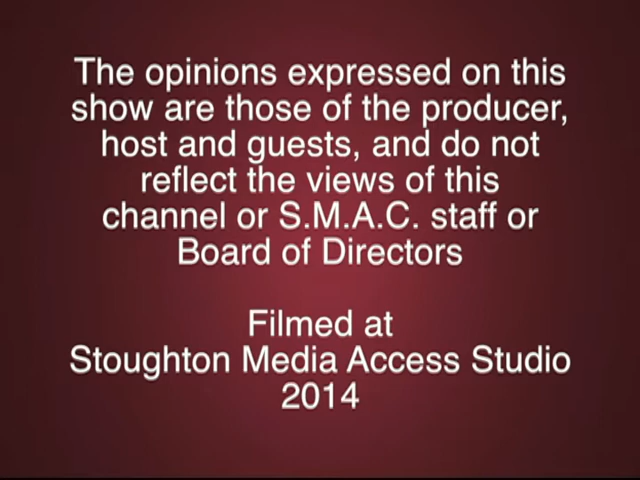 The opinions expressed on this
show are those of the producer,
host and guests, and do not
reflect the views of this
channel or S.M.A.C. staff or
Board of Directors
Filmed at
Stoughton Media Access Studio
2014